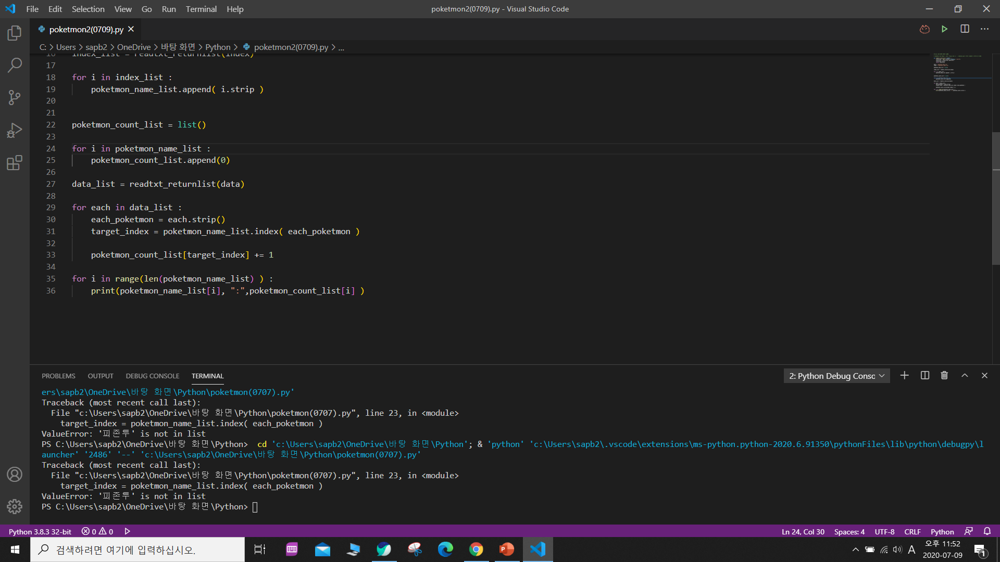 File Edit Selection View Go Run Terminal Help
poketmon2(0709).py - Visual Studio Code
poketmon2(0709).py
C: > Users > sapb2 > OneDrive > 바탕 화면 > Python > poketmon2(0709).py > ...
16 index_list = readtxt_returnlist(index)
17
18 for i in index_list :
19 poketmon_name_list.append( i.strip )
20
21
22 poketmon_count_list = list()
23
24 for i in poketmon_name_list :
25 poketmon_count_list.append(0)
26
27 data_list = readtxt_returnlist(data)
28
29 for each in data_list :
30 each_poketmon = each.strip()
31 target_index = poketmon_name_list.index( each_poketmon )
32
33 poketmon_count_list[target_index] += 1
34
35 for i in range(len(poketmon_name_list) ) :
36 print(poketmon_name_list[i], ":",poketmon_count_list[i] )
PROBLEMS OUTPUT DEBUG CONSOLE TERMINAL
2: Python Debug Consc
ers\sapb2\OneDrive\바탕 화면\Python\poketmon(0707).py'
Traceback (most recent call last):
File "c:\Users\sapb2\OneDrive\바탕 화면\Python\poketmon(0707).py", line 23, in <module>
target_index = poketmon_name_list.index( each_poketmon )
ValueError: '피존투' is not in list
PS C:\Users\sapb2\OneDrive\바탕 화면\Python> cd 'c:\Users\sapb2\OneDrive\바탕 화면\Python'; & 'python' 'c:\Users\sapb2\.vscode\extensions\ms-python.python-2020.6.91350\pythonFiles\lib\python\debugpy\l
auncher' '2486' '--' 'c:\Users\sapb2\OneDrive\바탕 화면\Python\poketmon(0707).py'
Traceback (most recent call last):
File "c:\Users\sapb2\OneDrive\바탕 화면\Python\poketmon(0707).py", line 23, in <module>
target_index = poketmon_name_list.index( each_poketmon )
ValueError: '피존투' is not in list
PS C:\Users\sapb2\OneDrive\바탕 화면\Python>
Python 3.8.3 32-bit 0 0 Ln 24, Col 30 Spaces: 4 UTF-8 CRLF Python
검색하려면 여기에 입력하십시오.
A
오후 11:52
2020-07-09
1